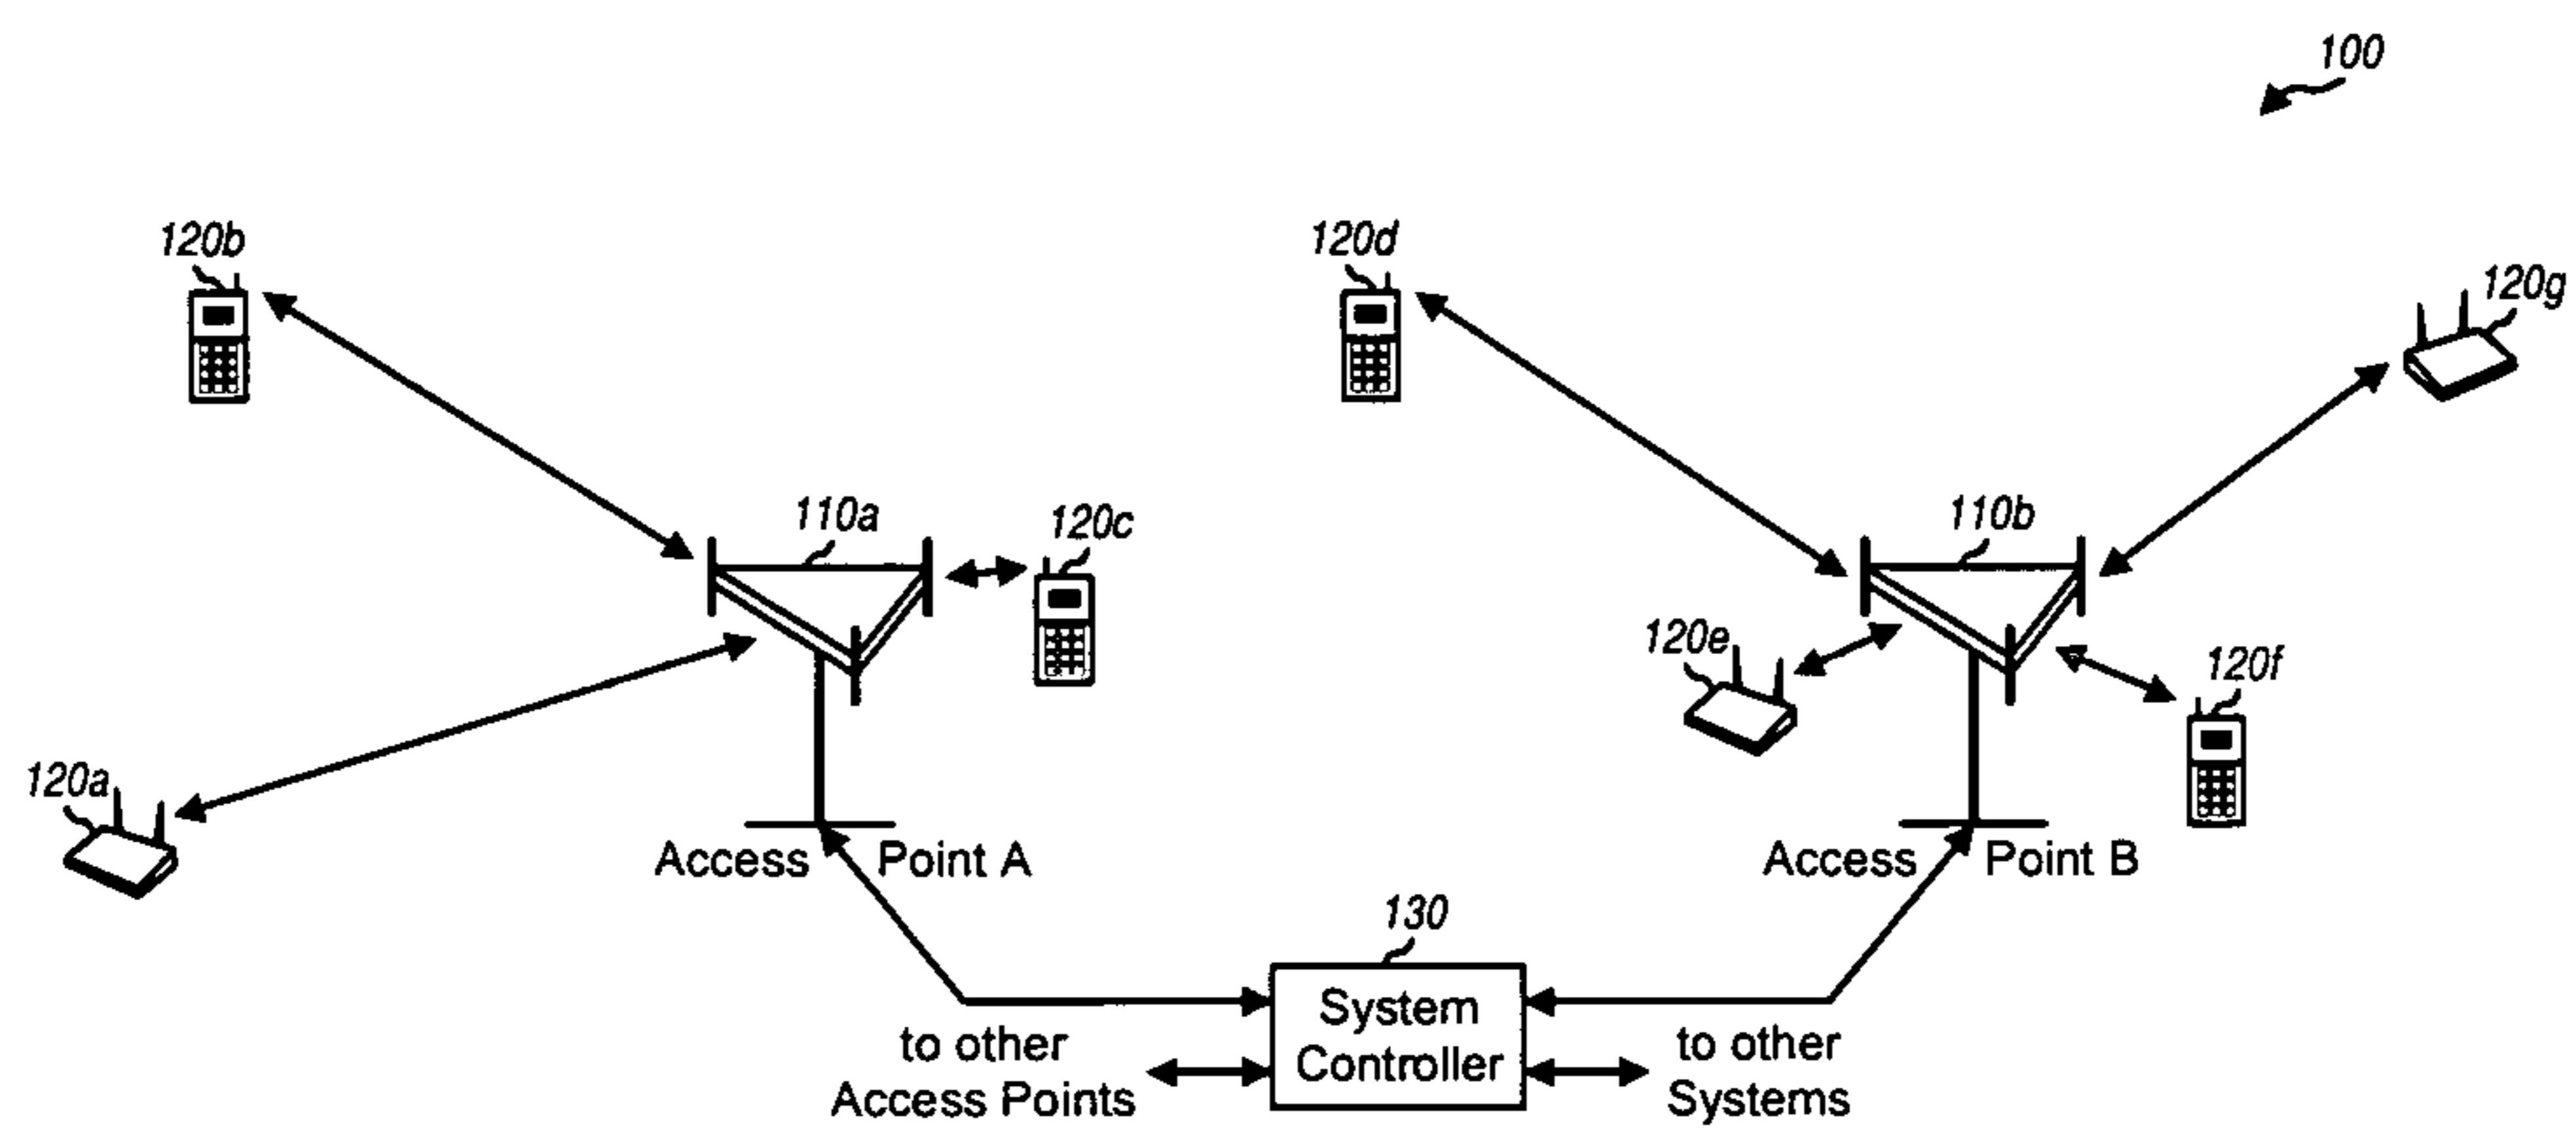 100
120b
120d
120g
110a
120c
110b
120e
120f
120a
Access Point A
Access Point B
130
System
Controller
to other
Access Points
to other
Systems